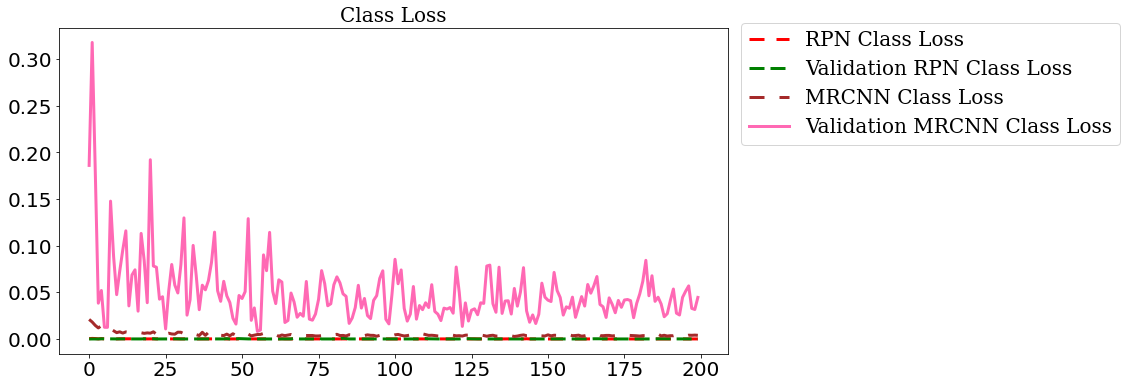 Class Loss
RPN Class Loss
Validation RPN Class Loss
MRCNN Class Loss
Validation MRCNN Class Loss
0.30
0.25
0.20
0.15
0.10
0.05
0.00
0 25 50 75 100 125 150 175 200